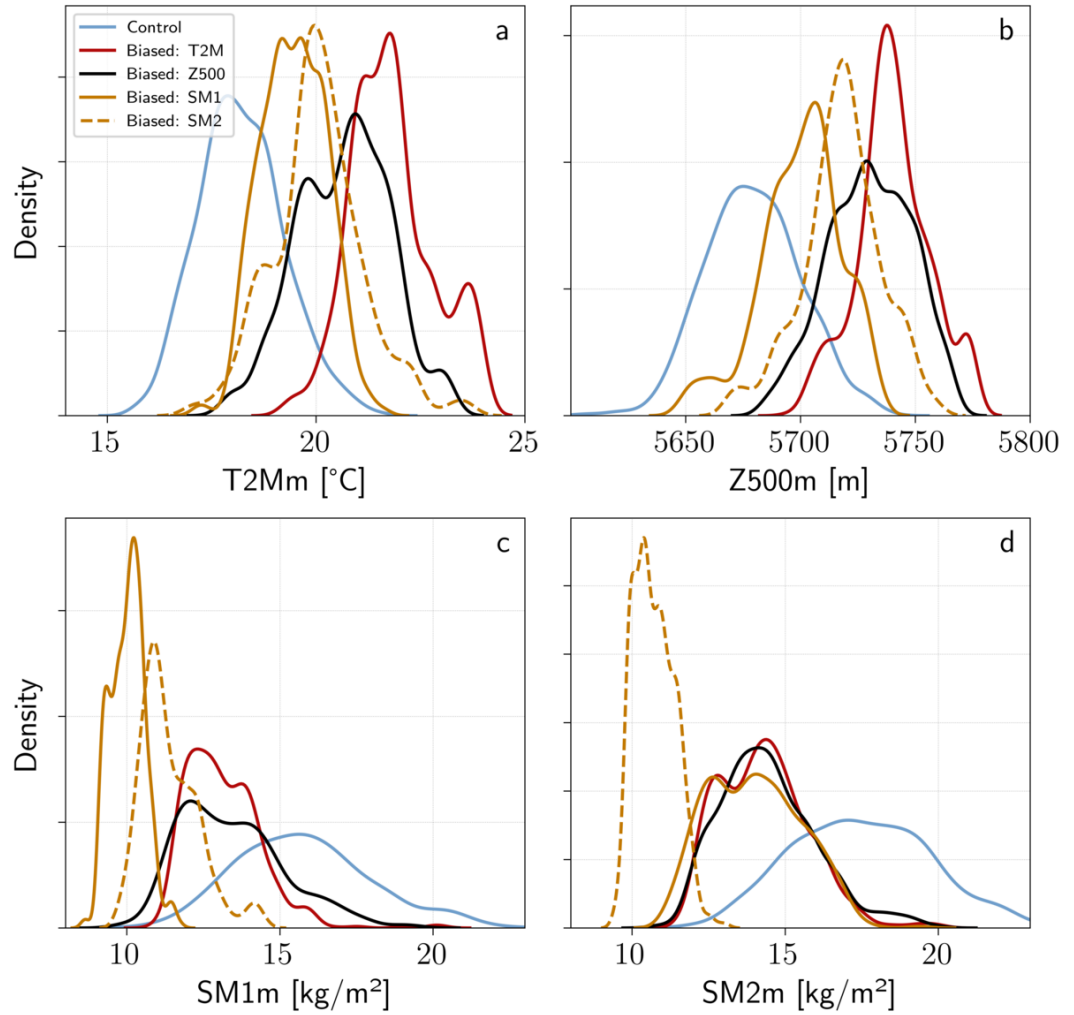 Control
Biased: T2M
Biased: Z500
Biased: SM1
Biased: SM2
a
Density
15 20 25
T2Mm [°C]
b
5650 5700 5750 5800
Z500m [m]
c
Density
10 15 20
SM1m [kg/m²]
d
10 15 20
SM2m [kg/m²]